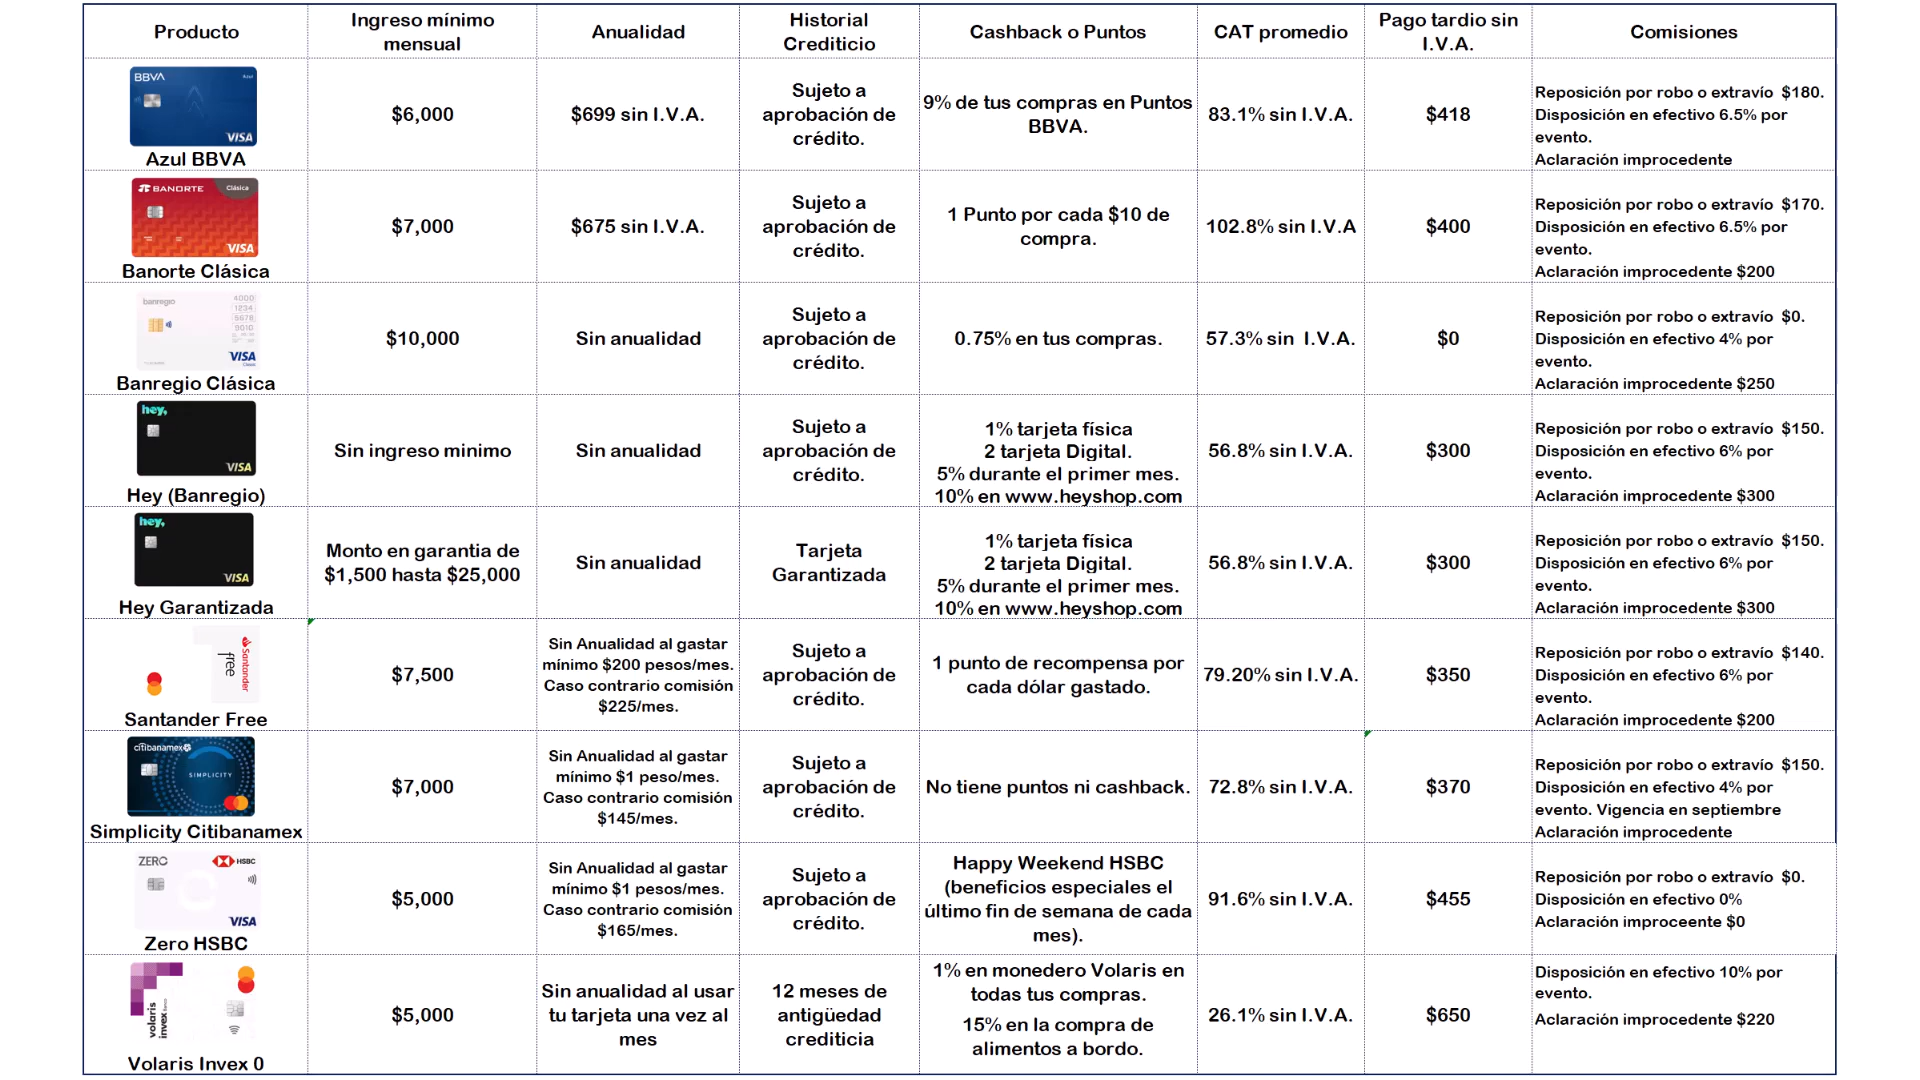 Producto
Ingreso mínimo
mensual
Anualidad
Historial
Crediticio
Cashback o Puntos
CAT promedio
Pago tardio sin
I.V.A.
Comisiones
BBVA
Azul
VISA
Azul BBVA
$6,000
$699 sin I.V.A.
Sujeto a
aprobación de
crédito.
9% de tus compras en Puntos
BBVA.
83.1% sin I.V.A.
$418
Reposición por robo o extravío $180.
Disposición en efectivo 6.5% por
evento.
Aclaración improcedente
BANORTE
Clásica
VISA
Banorte Clásica
$7,000
$675 sin I.V.A.
Sujeto a
aprobación de
crédito.
1 Punto por cada $10 de
compra.
102.8% sin I.V.A
$400
Reposición por robo o extravío $170.
Disposición en efectivo 6.5% por
evento.
Aclaración improcedente $200
banregio
4000
1234
5678
9010
VISA
Banregio Clásica
$10,000
Sin anualidad
Sujeto a
aprobación de
crédito.
0.75% en tus compras.
57.3% sin I.V.A.
$0
Reposición por robo o extravío $0.
Disposición en efectivo 4% por
evento.
Aclaración improcedente $250
hey,
VISA
Hey (Banregio)
Sin ingreso minimo
Sin anualidad
Sujeto a
aprobación de
crédito.
1% tarjeta física
2 tarjeta Digital.
5% durante el primer mes.
10% en www.heyshop.com
56.8% sin I.V.A.
$300
Reposición por robo o extravío $150.
Disposición en efectivo 6% por
evento.
Aclaración improcedente $300
hey,
VISA
Hey Garantizada
Monto en garantia de
$1,500 hasta $25,000
Sin anualidad
Tarjeta
Garantizada
1% tarjeta física
2 tarjeta Digital.
5% durante el primer mes.
10% en www.heyshop.com
56.8% sin I.V.A.
$300
Reposición por robo o extravío $150.
Disposición en efectivo 6% por
evento.
Aclaración improcedente $300
Santander
free
Santander Free
$7,500
Sin Anualidad al gastar
mínimo $200 pesos/mes.
Caso contrario comisión
$225/mes.
Sujeto a
aprobación de
crédito.
1 punto de recompensa por
cada dólar gastado.
79.20% sin I.V.A.
$350
Reposición por robo o extravío $140.
Disposición en efectivo 6% por
evento.
Aclaración improcedente $200
citibanamex
SIMPLICITY
Simplicity Citibanamex
$7,000
Sin Anualidad al gastar
mínimo $1 peso/mes.
Caso contrario comisión
$145/mes.
Sujeto a
aprobación de
crédito.
No tiene puntos ni cashback.
72.8% sin I.V.A.
$370
Reposición por robo o extravío $150.
Disposición en efectivo 4% por
evento. Vigencia en septiembre
Aclaración improcedente
ZERO
HSBC
VISA
Zero HSBC
$5,000
Sin Anualidad al gastar
mínimo $1 pesos/mes.
Caso contrario comisión
$165/mes.
Sujeto a
aprobación de
crédito.
Happy Weekend HSBC
(beneficios especiales el
último fin de semana de cada
mes).
91.6% sin I.V.A.
$455
Reposición por robo o extravío $0.
Disposición en efectivo 0%
Aclaración improceente $0
volaris
invex
Volaris Invex 0
$5,000
Sin anualidad al usar
tu tarjeta una vez al
mes
12 meses de
antigüedad
crediticia
1% en monedero Volaris en
todas tus compras.
15% en la compra de
alimentos a bordo.
26.1% sin I.V.A.
$650
Disposición en efectivo 10% por
evento.
Aclaración improcedente $220